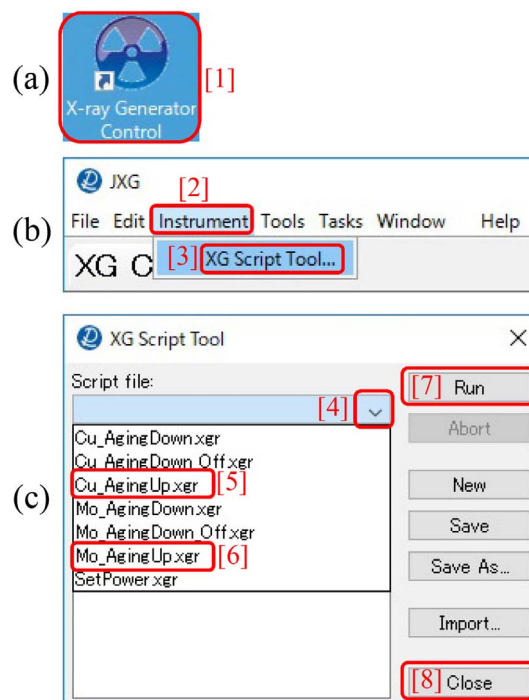 (a)
[1]
X-ray Generator
Control
(b)
JXG
[2]
File Edit Instrument Tools Tasks Window Help
XG C [3] XG Script Tool...
(c)
XG Script Tool
Script file:
[7] Run
[4]
Abort
Cu_AgingDown.xgr
Cu_AgingDown_Off.xgr
Cu_AgingUp.xgr [5]
New
Mo_AgingDown.xgr
Mo_AgingDown_Off.xgr
Save
Mo_AgingUp.xgr [6]
Save As...
SetPower.xgr
Import...
[8] Close